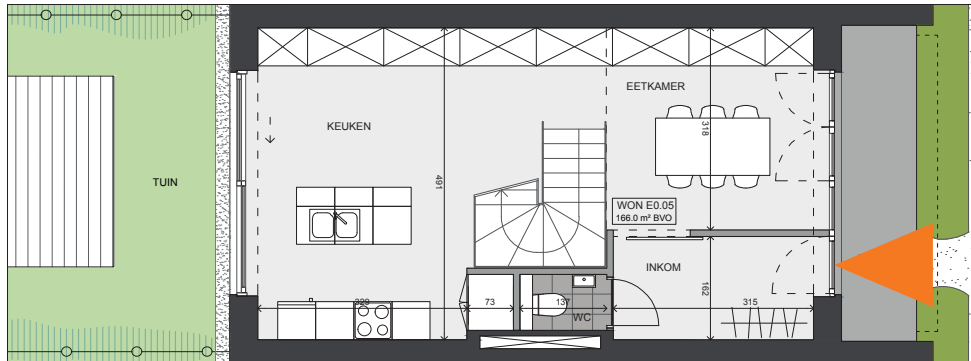 EETKAMER
KEUKEN
318
491
TUIN
WON E0.05
166.0 m² BVO
INKOM
162
329
73
137
WC
315